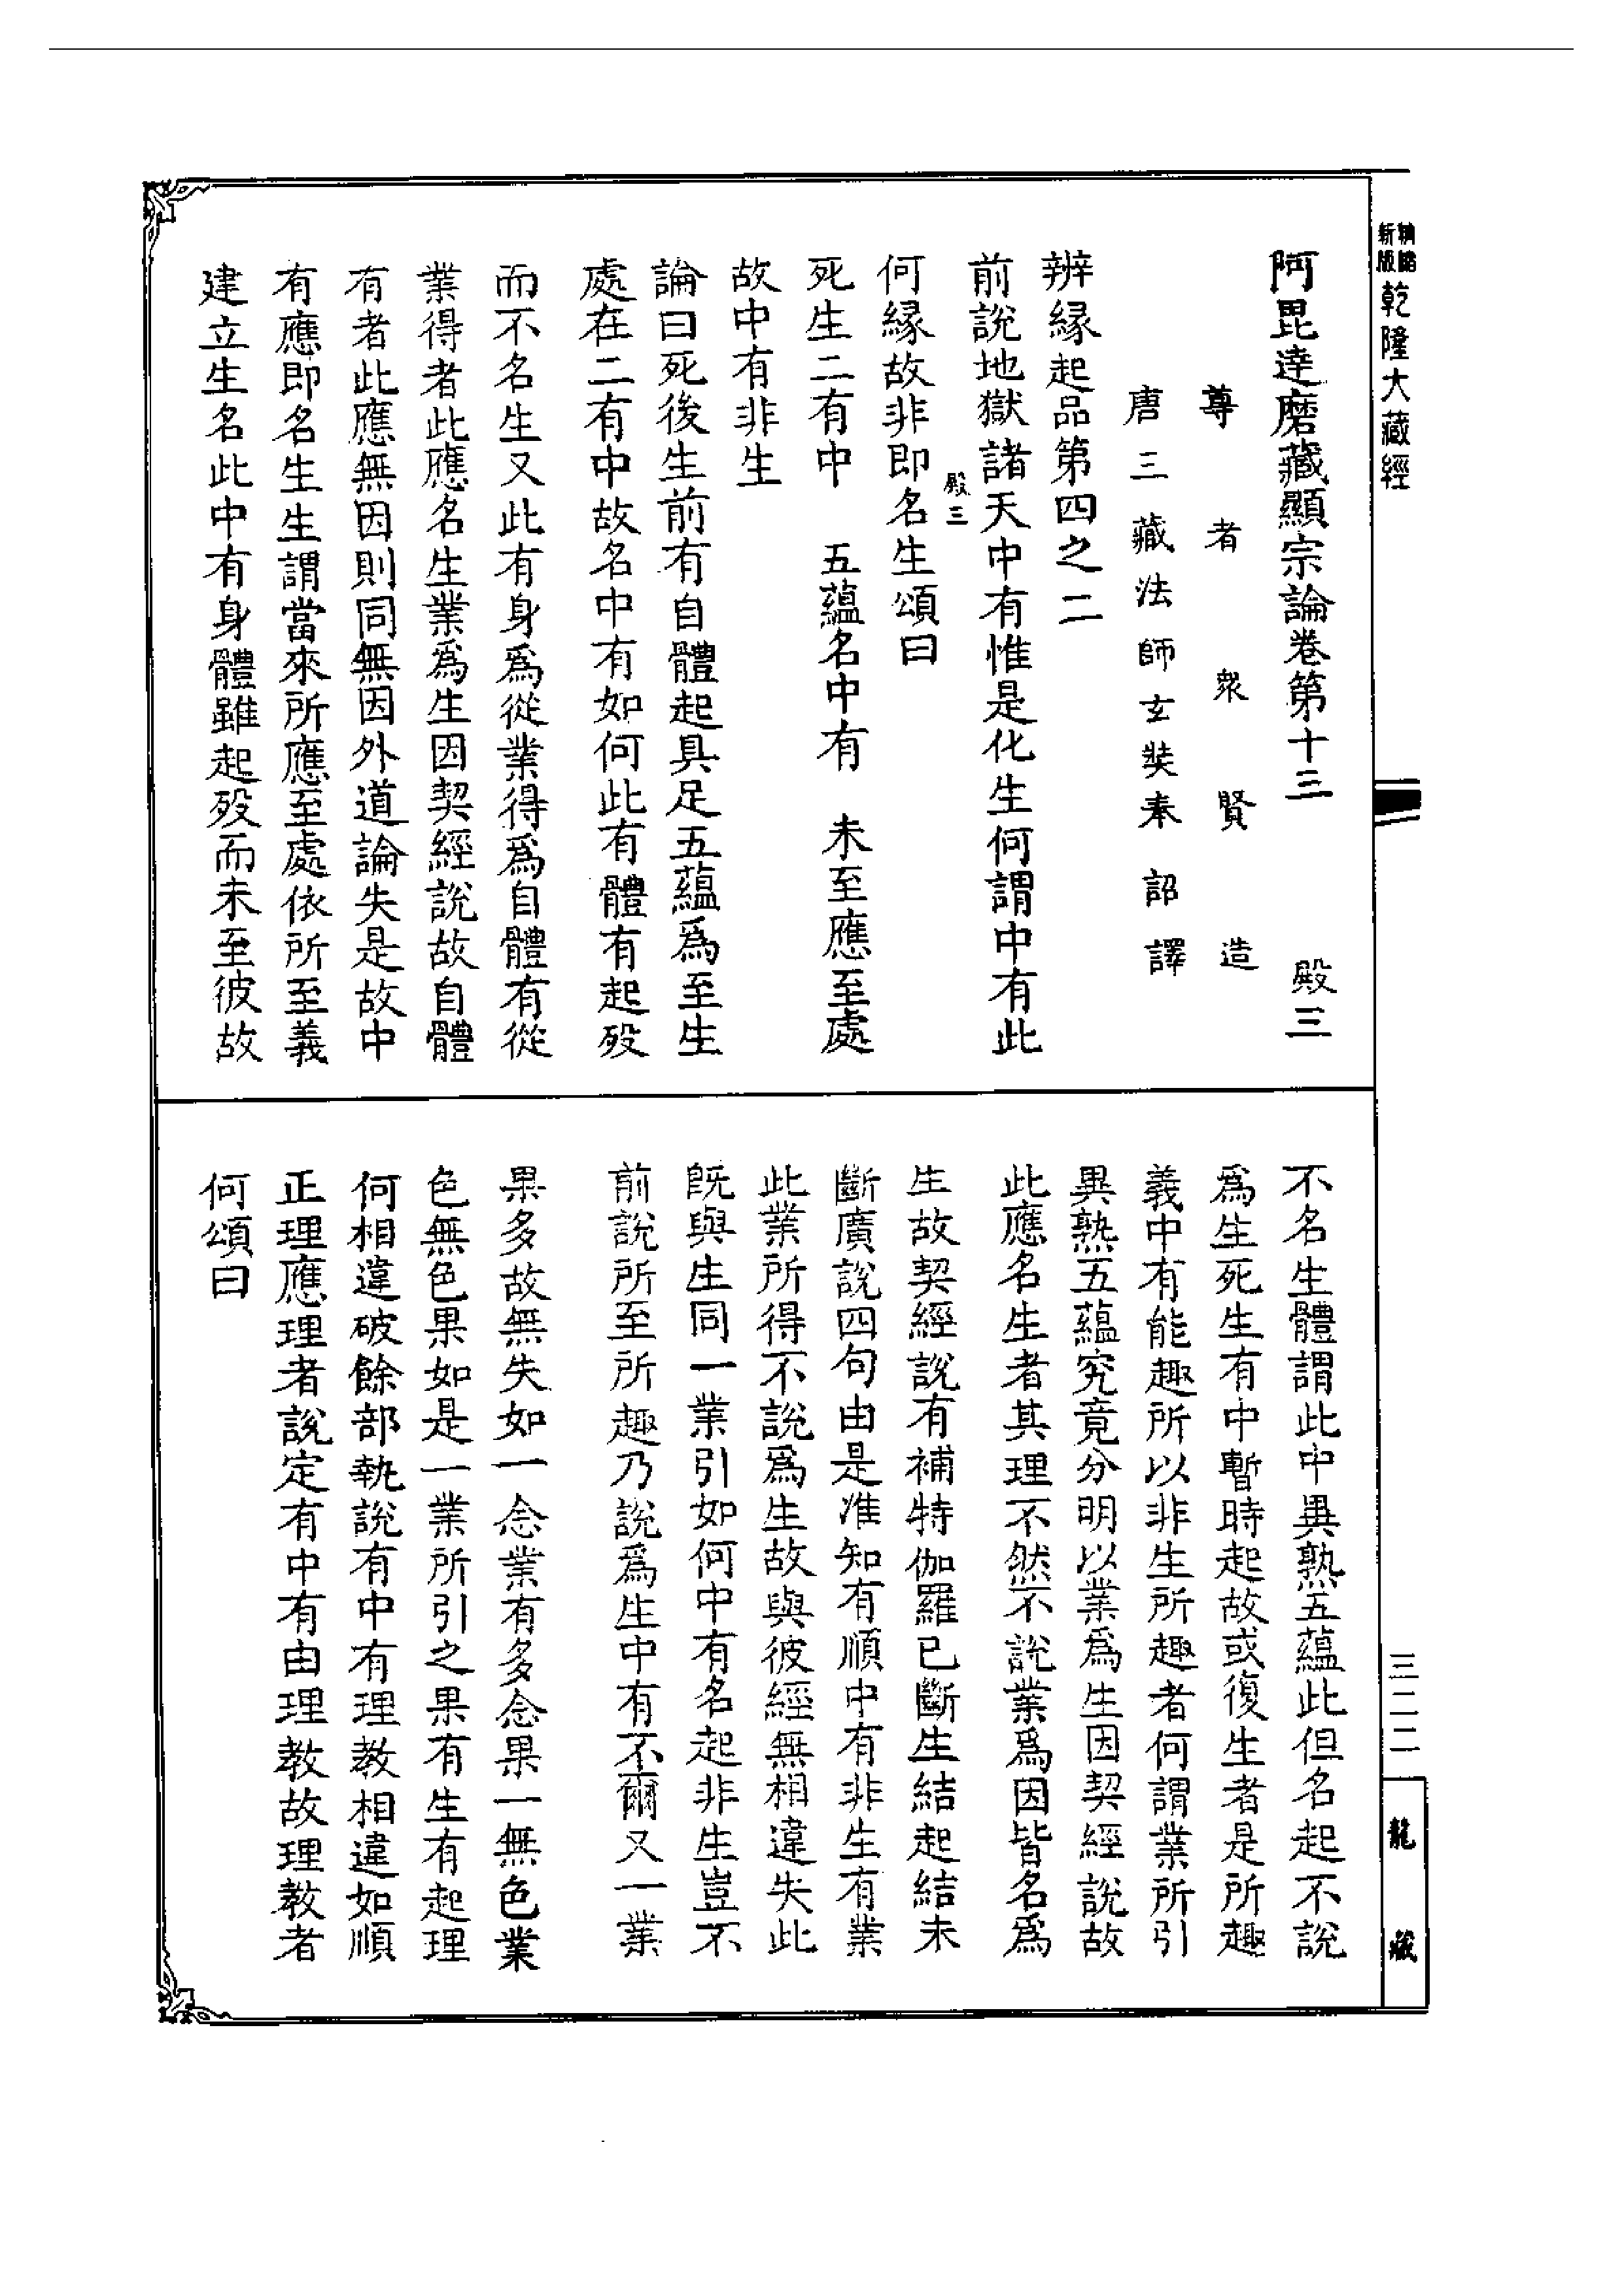 精縮新版乾隆大藏經
阿毘達磨藏顯宗論卷第十三　殿三
尊者衆賢造
唐三藏法師玄奘奉詔譯
辨緣起品第四之二
前說地獄諸天中有惟是化生何謂中有此
殿三
何緣故非即名生頌曰
死生二有中　五蘊名中有　未至應至處
故中有非生
論曰死後生前有自體起具足五蘊爲至生
處在二有中故名中有如何此有體有起歿
而不名生又此有身爲從業得爲自體有從
業得者此應名生業爲生因契經說故自體
有者此應無因則同無因外道論失是故中
有應即名生生謂當來所應至處依所至義
建立生名此中有身體雖起歿而未至彼故
不名生體謂此中異熟五蘊此但名起不說
爲生死生有中暫時起故或復生者是所趣
義中有能趣所以非生所趣者何謂業所引
異熟五蘊究竟分明以業爲生因契經說故
此應名生者其理不然不說業爲因皆名爲
生故契經說有補特伽羅已斷生結起結未
斷廣說四句由是准知有順中有非生有業
此業所得不說爲生故與彼經無相違失此
既與生同一業引如何中有名起非生豈不
前說所至所趣乃說爲生中有不爾又一業
果多故無失如一念業有多念果一無色業
色無色果如是一業所引之果有生有起理
何相違破餘部執說有中有理教相違如順
正理應理者說定有中有由理教故理教者
何頌曰
三二二
龍藏